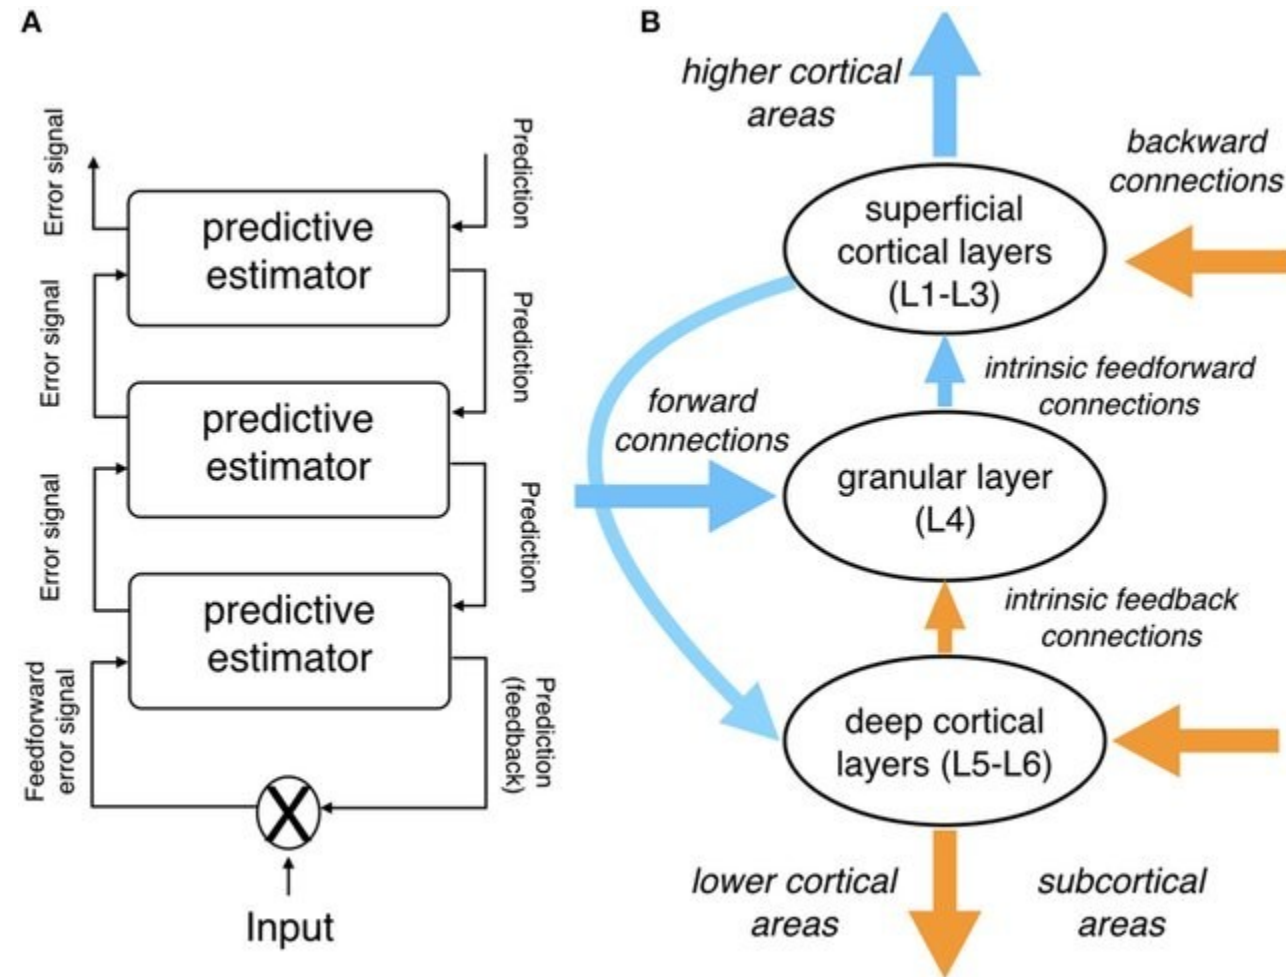 A
Error signal
Prediction
predictive
estimator
Error signal
Prediction
predictive
estimator
Error signal
Prediction
predictive
estimator
Feedforward
error signal
Prediction
(feedback)
X
Input
B
higher cortical
areas
backward
connections
superficial
cortical layers
(L1-L3)
intrinsic feedforward
connections
forward
connections
granular layer
(L4)
intrinsic feedback
connections
deep cortical
layers (L5-L6)
lower cortical
areas
subcortical
areas